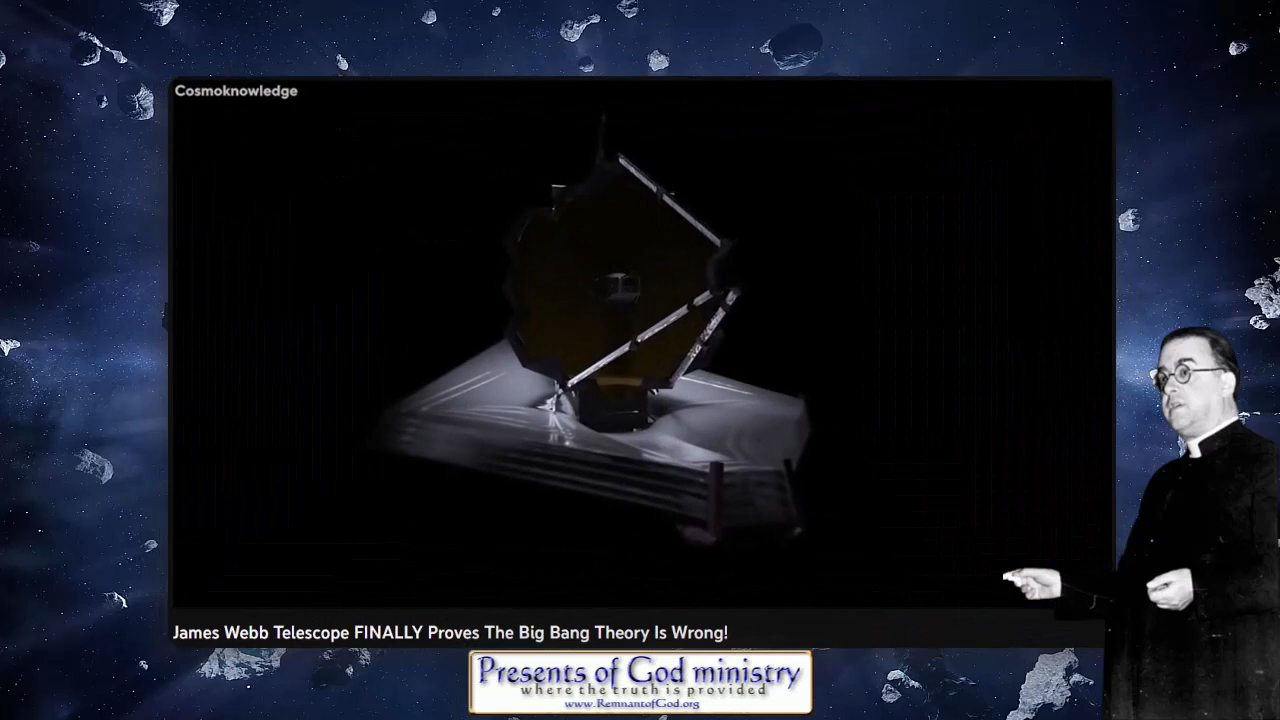 Cosmoknowledge
James Webb Telescope FINALLY Proves The Big Bang Theory Is Wrong!
Presents of God ministry
where the truth is provided
www.RemnantofGod.org